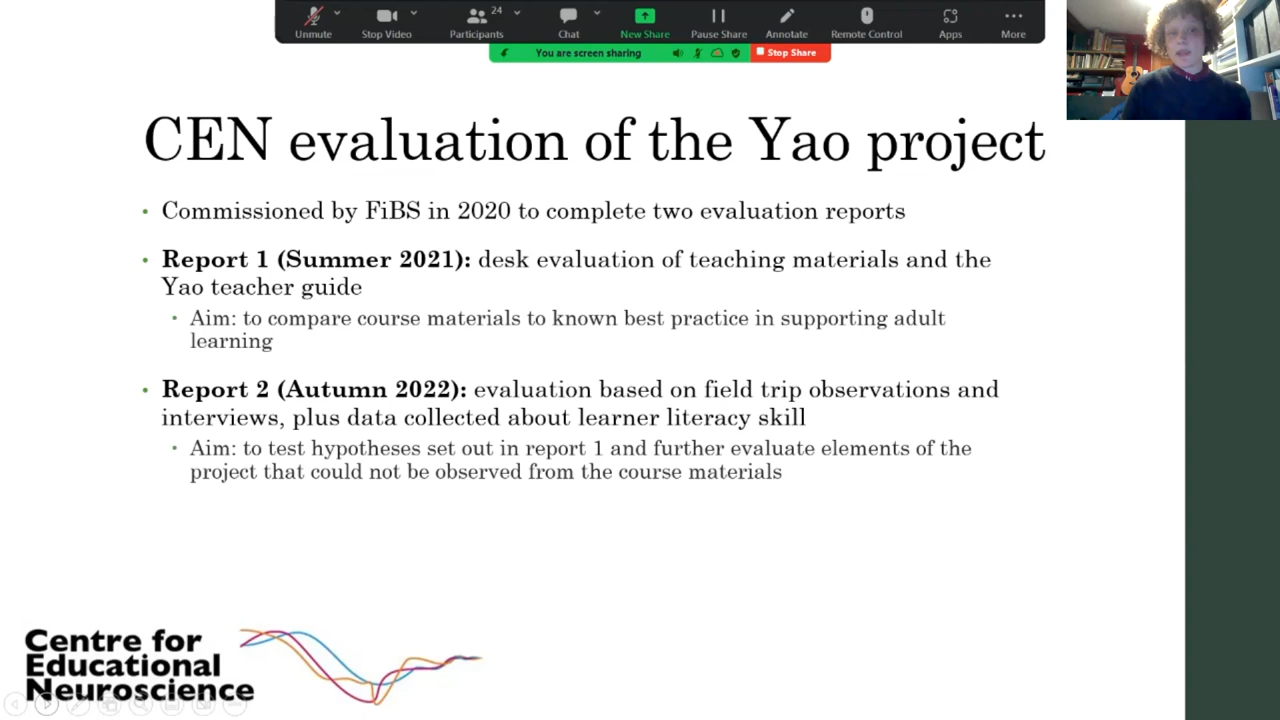 24
Unmute
Stop Video
Participants
Chat
New Share
Pause Share
Annotate
Remote Control
Apps
More
You are screen sharing
Stop Share
CEN evaluation of the Yao project
• Commissioned by FiBS in 2020 to complete two evaluation reports
• Report 1 (Summer 2021): desk evaluation of teaching materials and the
Yao teacher guide
• Aim: to compare course materials to known best practice in supporting adult
learning
• Report 2 (Autumn 2022): evaluation based on field trip observations and
interviews, plus data collected about learner literacy skill
• Aim: to test hypotheses set out in report 1 and further evaluate elements of the
project that could not be observed from the course materials
Centre for
Educational
Neuroscience